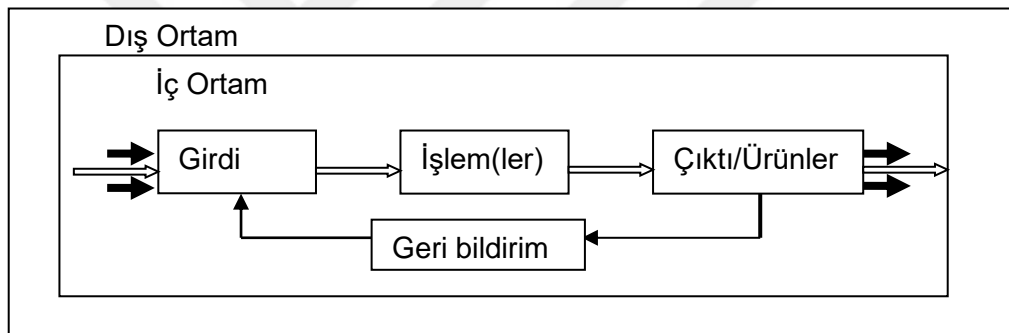 Dış Ortam
İç Ortam
Girdi
İşlem(ler)
Çıktı/Ürünler
Geri bildirim